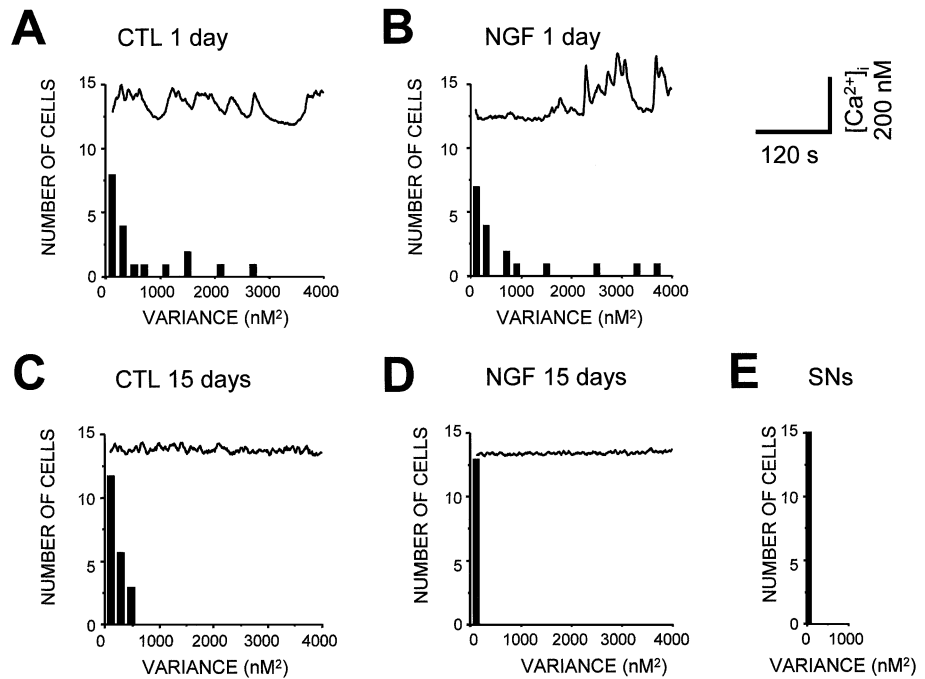 A
CTL 1 day
B
NGF 1 day
NUMBER OF CELLS
15
10
5
0
0 1000 2000 3000 4000
VARIANCE (nM²)
NUMBER OF CELLS
15
10
5
0
0 1000 2000 3000 4000
VARIANCE (nM²)
[Ca²⁺]ᵢ
200 nM
120 s
C
CTL 15 days
D
NGF 15 days
E
SNs
NUMBER OF CELLS
15
10
5
0
0 1000 2000 3000 4000
VARIANCE (nM²)
NUMBER OF CELLS
15
10
5
0
0 1000 2000 3000 4000
VARIANCE (nM²)
NUMBER OF CELLS
15
10
5
0
0 1000
VARIANCE (nM²)